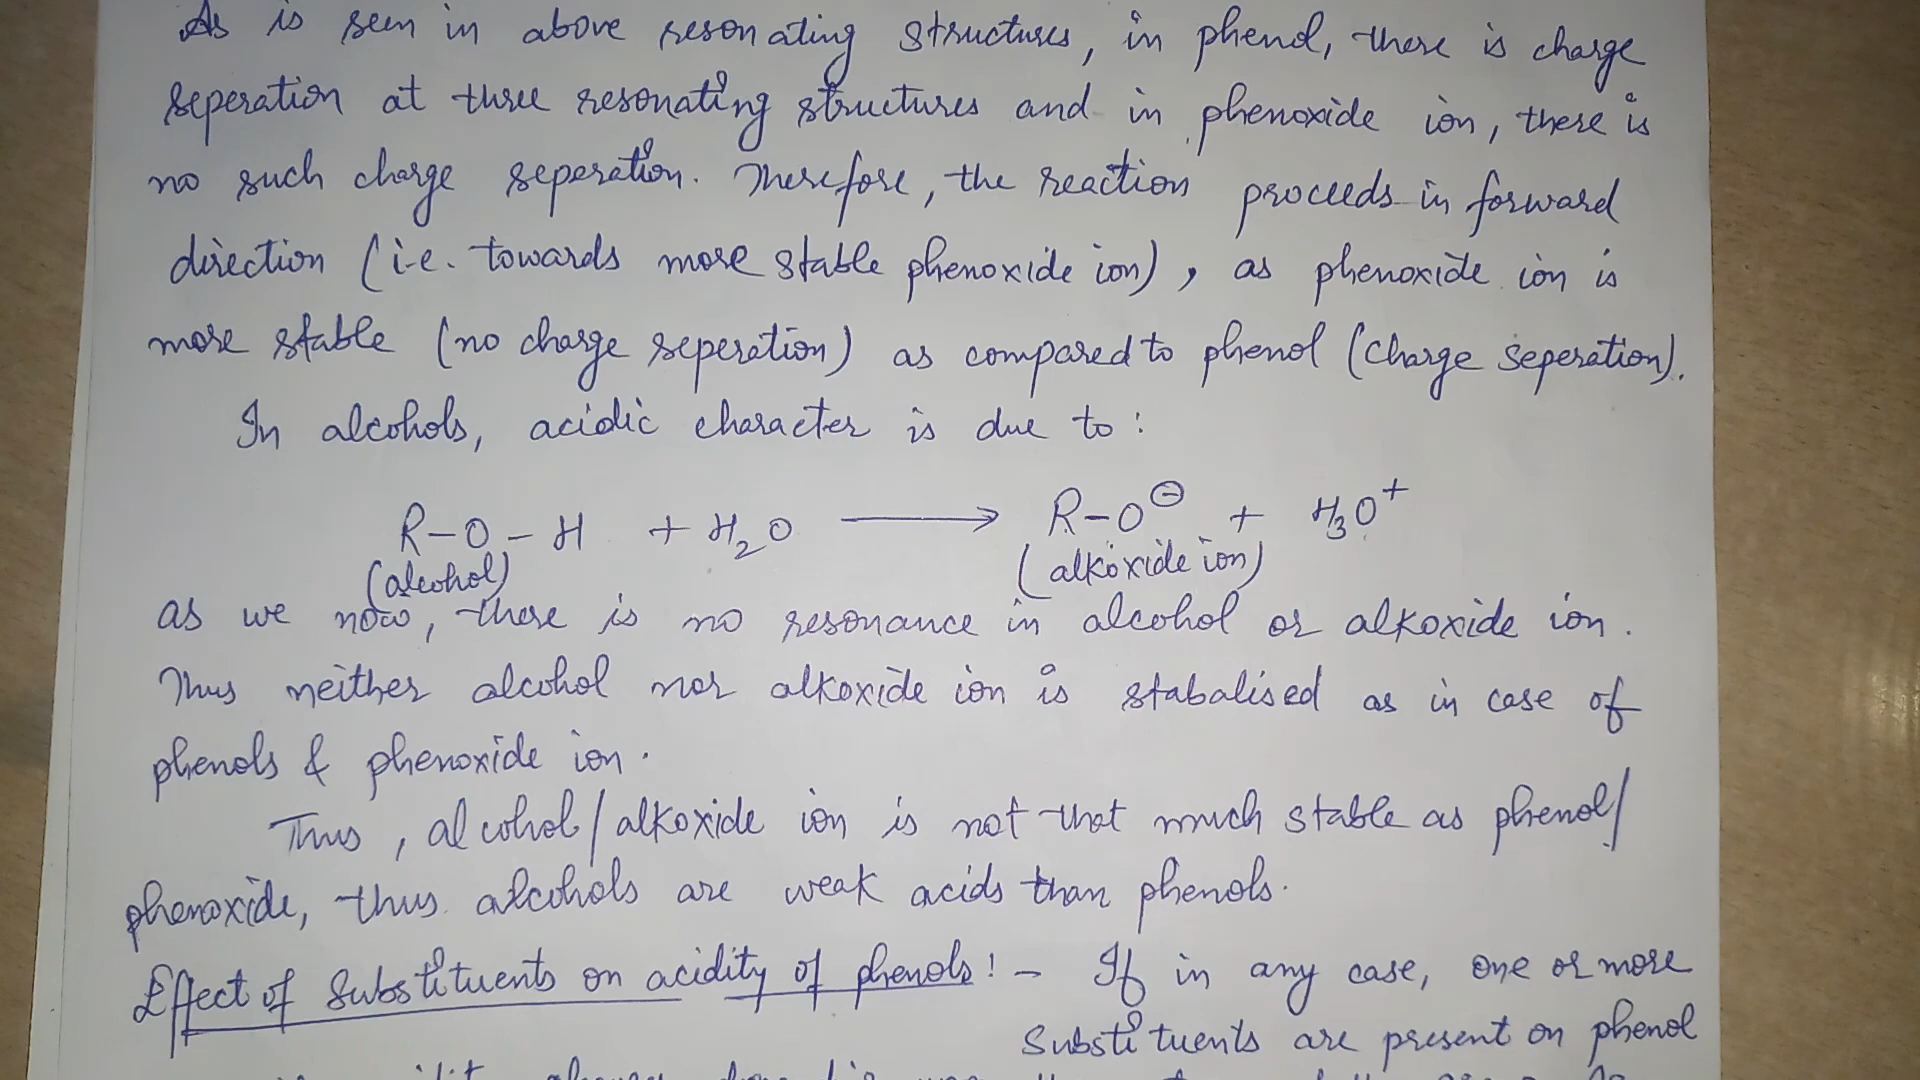 As is seen in above resonating structures, in phenol, there is charge
seperation at three resonating structures and in phenoxide ion, there is
no such charge seperation. Therefore, the reaction proceeds in forward
direction (i.e. towards more stable phenoxide ion), as phenoxide ion is
more stable (no charge seperation) as compared to phenol (charge seperation).
In alcohols, acidic character is due to:
R-O-H + H₂O ⟶ R-O⊖ + H₃O⁺
(alcohol) (alkoxide ion)
as we now, there is no resonance in alcohol or alkoxide ion.
Thus neither alcohol nor alkoxide ion is stabalised as in case of
phenols & phenoxide ion.
Thus, alcohol/alkoxide ion is not that much stable as phenol/
phenoxide, thus alcohols are weak acids than phenols.
Effect of Substituents on acidity of phenols:- If in any case, one or more
Substituents are present on phenol